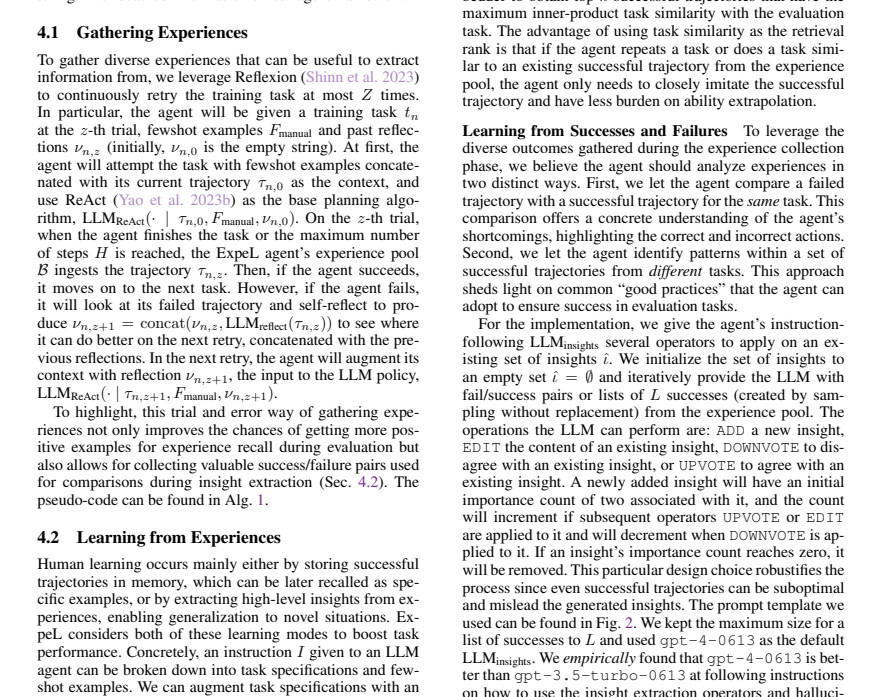 4.1 Gathering Experiences
To gather diverse experiences that can be useful to extract
information from, we leverage Reflexion (Shinn et al. 2023)
to continuously retry the training task at most Z times.
In particular, the agent will be given a training task tₙ
at the z-th trial, fewshot examples F_manual and past reflec-
tions ν_{n,z} (initially, ν_{n,0} is the empty string). At first, the
agent will attempt the task with fewshot examples concate-
nated with its current trajectory τ_{n,0} as the context, and
use ReAct (Yao et al. 2023b) as the base planning algo-
rithm, LLM_ReAct(· | τ_{n,0}, F_manual, ν_{n,0}). On the z-th trial,
when the agent finishes the task or the maximum number
of steps H is reached, the ExpeL agent's experience pool
ℬ ingests the trajectory τ_{n,z}. Then, if the agent succeeds,
it moves on to the next task. However, if the agent fails,
it will look at its failed trajectory and self-reflect to pro-
duce ν_{n,z+1} = concat(ν_{n,z}, LLM_reflect(τ_{n,z})) to see where
it can do better on the next retry, concatenated with the pre-
vious reflections. In the next retry, the agent will augment its
context with reflection ν_{n,z+1}, the input to the LLM policy,
LLM_ReAct(· | τ_{n,z+1}, F_manual, ν_{n,z+1}).
To highlight, this trial and error way of gathering expe-
riences not only improves the chances of getting more pos-
itive examples for experience recall during evaluation but
also allows for collecting valuable success/failure pairs used
for comparisons during insight extraction (Sec. 4.2). The
pseudo-code can be found in Alg. 1.
4.2 Learning from Experiences
Human learning occurs mainly either by storing successful
trajectories in memory, which can be later recalled as spe-
cific examples, or by extracting high-level insights from ex-
periences, enabling generalization to novel situations. Ex-
peL considers both of these learning modes to boost task
performance. Concretely, an instruction I given to an LLM
agent can be broken down into task specifications and few-
shot examples. We can augment task specifications with an
maximum inner-product task similarity with the evaluation
task. The advantage of using task similarity as the retrieval
rank is that if the agent repeats a task or does a task simi-
lar to an existing successful trajectory from the experience
pool, the agent only needs to closely imitate the successful
trajectory and have less burden on ability extrapolation.
Learning from Successes and Failures To leverage the
diverse outcomes gathered during the experience collection
phase, we believe the agent should analyze experiences in
two distinct ways. First, we let the agent compare a failed
trajectory with a successful trajectory for the same task. This
comparison offers a concrete understanding of the agent's
shortcomings, highlighting the correct and incorrect actions.
Second, we let the agent identify patterns within a set of
successful trajectories from different tasks. This approach
sheds light on common “good practices” that the agent can
adopt to ensure success in evaluation tasks.
For the implementation, we give the agent's instruction-
following LLM_insights several operators to apply on an ex-
isting set of insights ι̂. We initialize the set of insights to
an empty set ι̂ = ∅ and iteratively provide the LLM with
fail/success pairs or lists of L successes (created by sam-
pling without replacement) from the experience pool. The
operations the LLM can perform are: ADD a new insight,
EDIT the content of an existing insight, DOWNVOTE to dis-
agree with an existing insight, or UPVOTE to agree with an
existing insight. A newly added insight will have an initial
importance count of two associated with it, and the count
will increment if subsequent operators UPVOTE or EDIT
are applied to it and will decrement when DOWNVOTE is ap-
plied to it. If an insight's importance count reaches zero, it
will be removed. This particular design choice robustifies the
process since even successful trajectories can be suboptimal
and mislead the generated insights. The prompt template we
used can be found in Fig. 2. We kept the maximum size for a
list of successes to L and used gpt-4-0613 as the default
LLM_insights. We empirically found that gpt-4-0613 is bet-
ter than gpt-3.5-turbo-0613 at following instructions
on how to use the insight extraction operators and halluci-